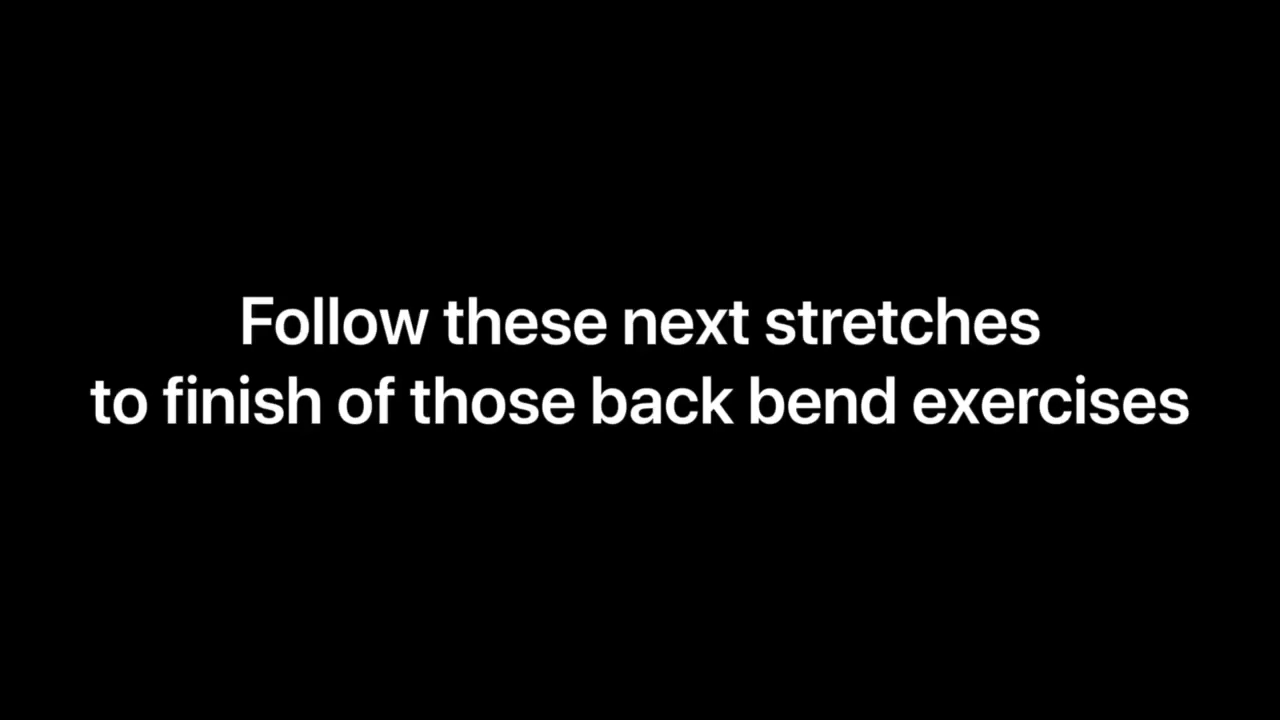 Follow these next stretches
to finish of those back bend exercises